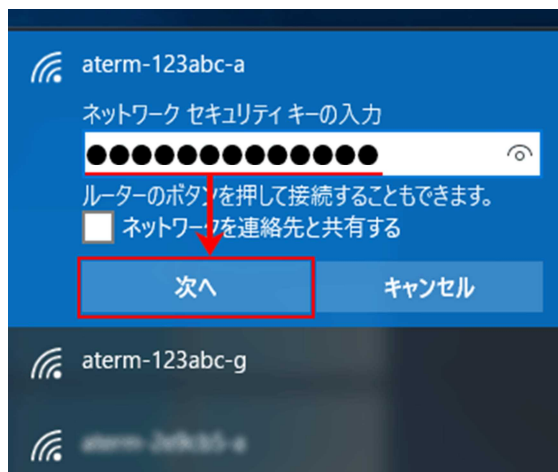 aterm-123abc-a
ネットワーク セキュリティ キーの入力
●●●●●●●●●●●●●
ルーターのボタンを押して接続することもできます。
ネットワークを連絡先と共有する
次へ キャンセル
aterm-123abc-g